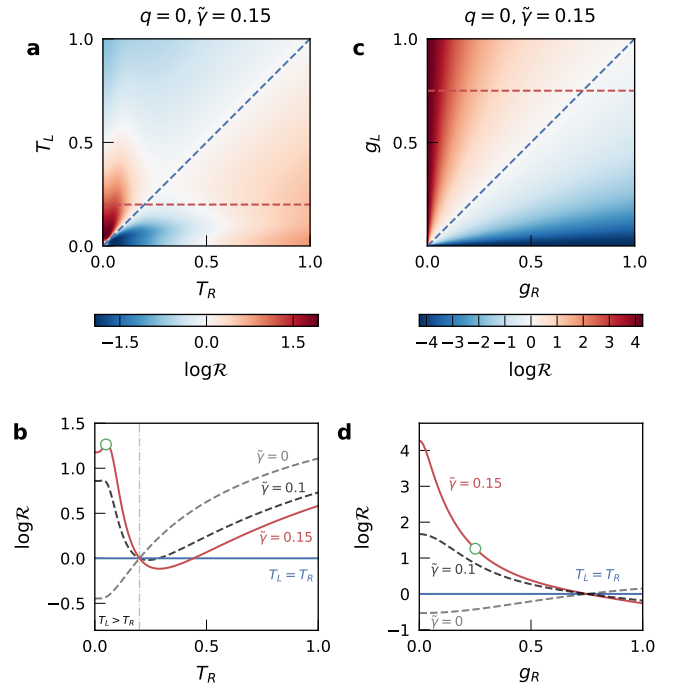 q = 0, γ̃ = 0.15
a
1.0
0.5
0.0
T_L
0.0 0.5 1.0
T_R
−1.5 0.0 1.5
logℛ
q = 0, γ̃ = 0.15
c
1.0
0.5
0.0
g_L
0.0 0.5 1.0
g_R
−4 −3 −2 −1 0 1 2 3 4
logℛ
b
1.5
1.0
0.5
0.0
−0.5
logℛ
γ̃ = 0
γ̃ = 0.1
γ̃ = 0.15
T_L = T_R
T_L > T_R
0.0 0.5 1.0
T_R
d
4
3
2
1
0
−1
logℛ
γ̃ = 0.15
γ̃ = 0.1
T_L = T_R
γ̃ = 0
0.0 0.5 1.0
g_R